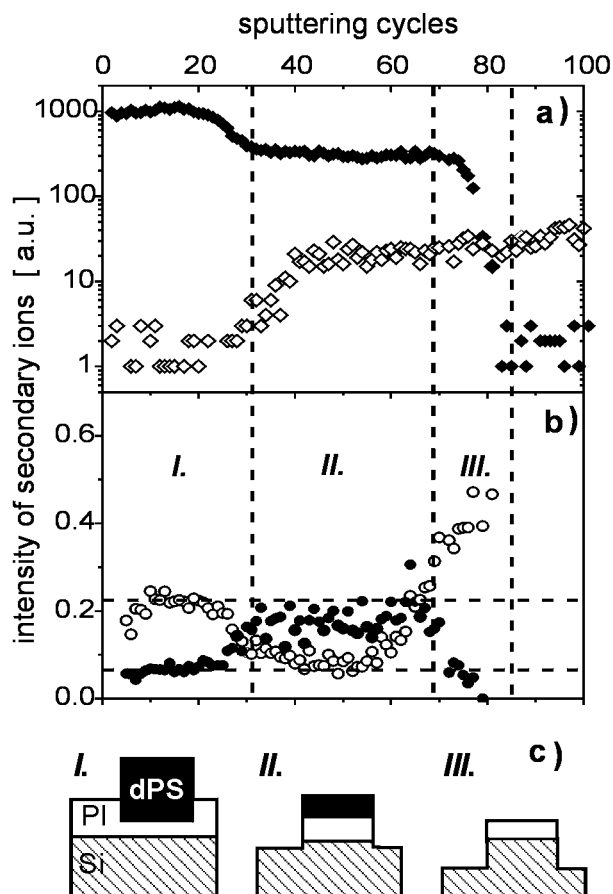 sputtering cycles
0 20 40 60 80 100
intensity of secondary ions [ a.u. ]
1000
100
10
1
a )
0.6
0.4
0.2
0.0
b )
I. II. III.
c )
I. II. III.
dPS
PI
Si